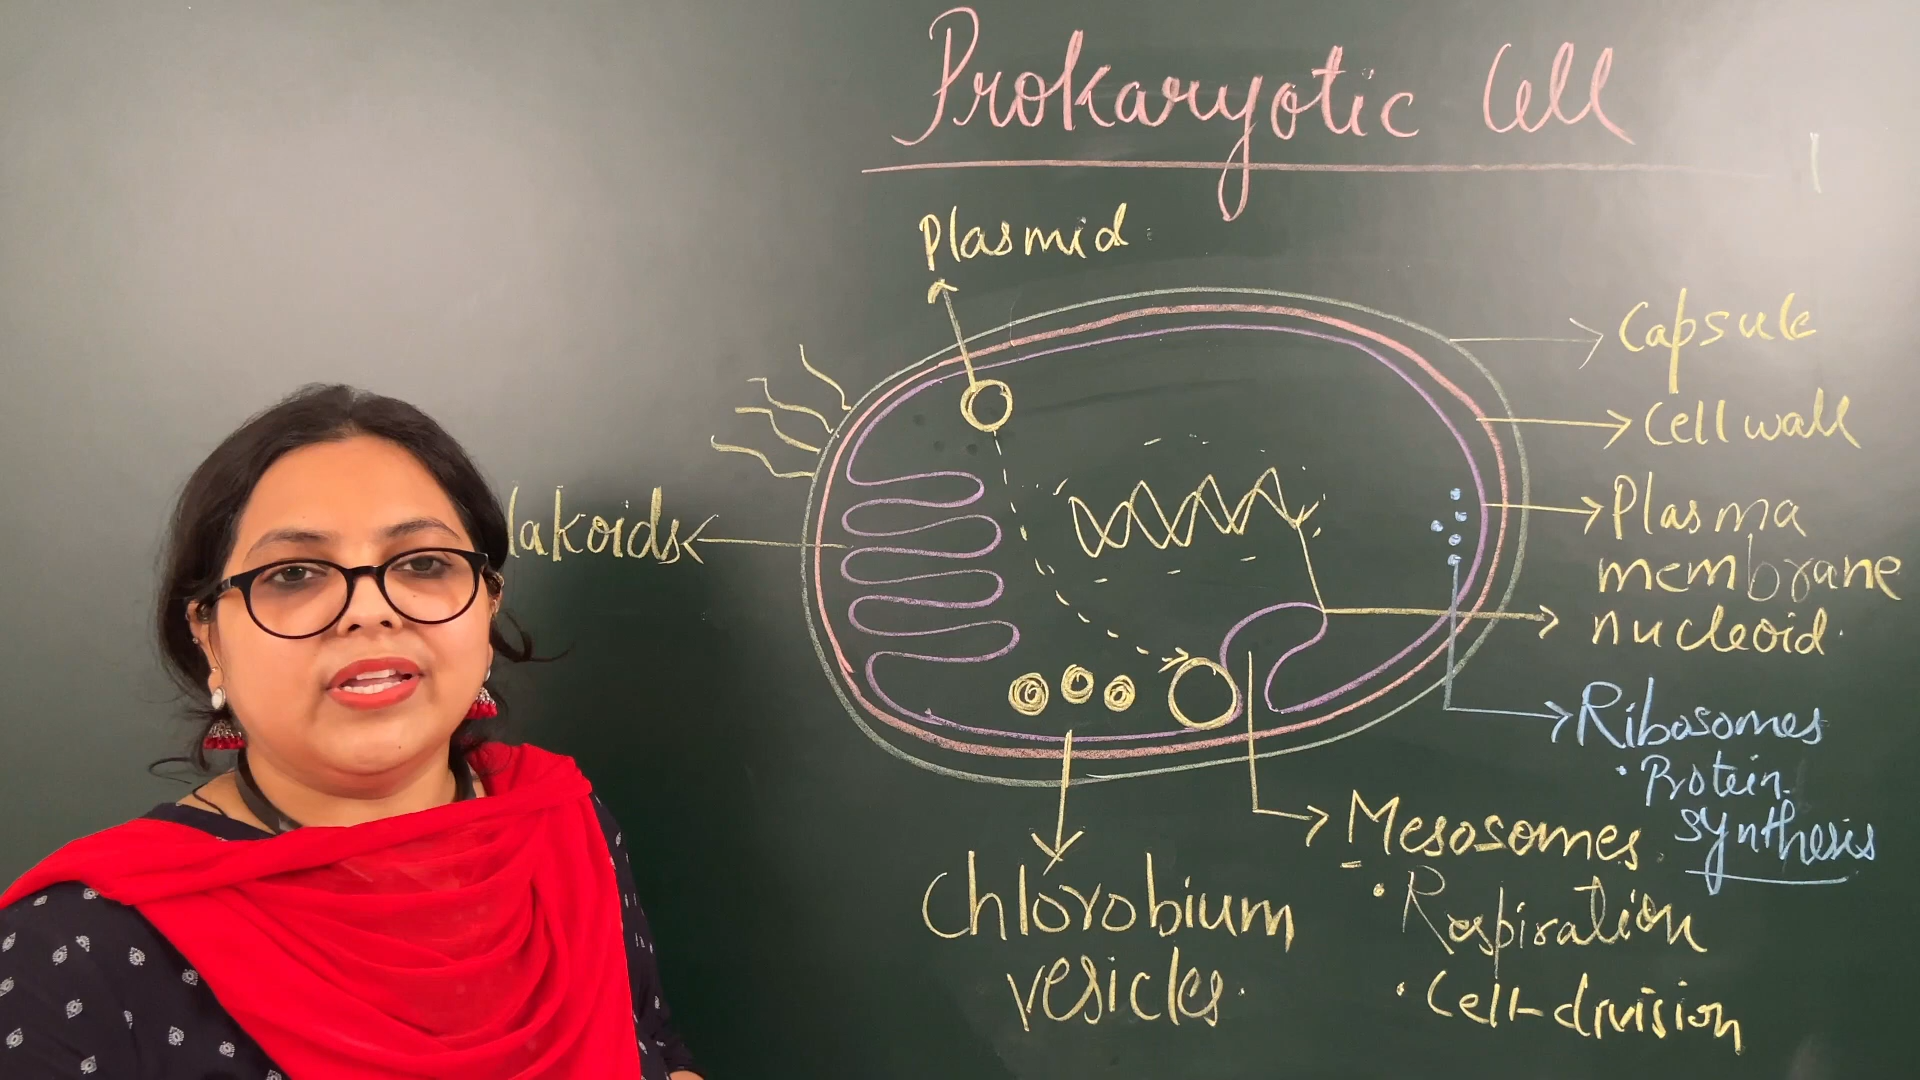 Prokaryotic Cell
Plasmid
Capsule
Cell wall
lakoids
Plasma
membrane
nucleoid
Ribosomes
Protein
synthesis
Mesosomes
Respiration
Cell-division
Chlorobium
vesicles